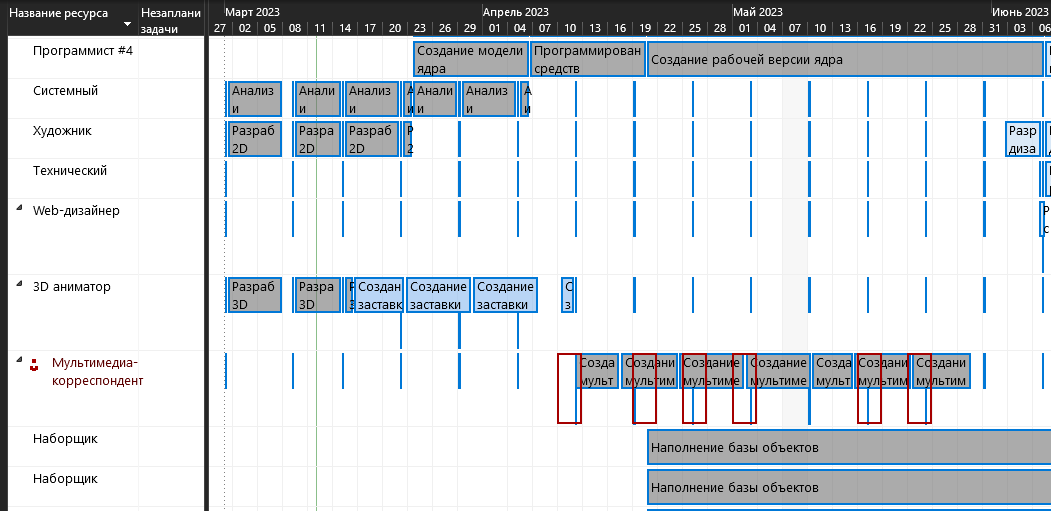 Название ресурса
Незаплани
задачи
Март 2023
Апрель 2023
Май 2023
Июнь 2023
27 02 05 08 11 14 17 20 23 26 29 01 04 07 10 13 16 19 22 25 28 01 04 07 10 13 16 19 22 25 28 31 03 06
Программист #4
Создание модели
ядра
Программирован
средств
Создание рабочей версии ядра
Системный
Анализ
и
Анали
и
Анализ
и
А
и
Анали
и
Анализ
и
А
и
Художник
Разраб
2D
Разра
2D
Разраб
2D
Р
2
Разр
диза
Технический
Web-дизайнер
Р
с
3D аниматор
Разраб
3D
Разра
3D
Р
3
Создан
заставк
Создание
заставки
Создание
заставки
С
з
Мультимедиа-
корреспондент
Созда
мульт
Создани
мультим
Создание
мультиме
Создание
мультиме
Созда
мульт
Создани
мультим
Создани
мультим
Наборщик
Наполнение базы объектов
Наборщик
Наполнение базы объектов